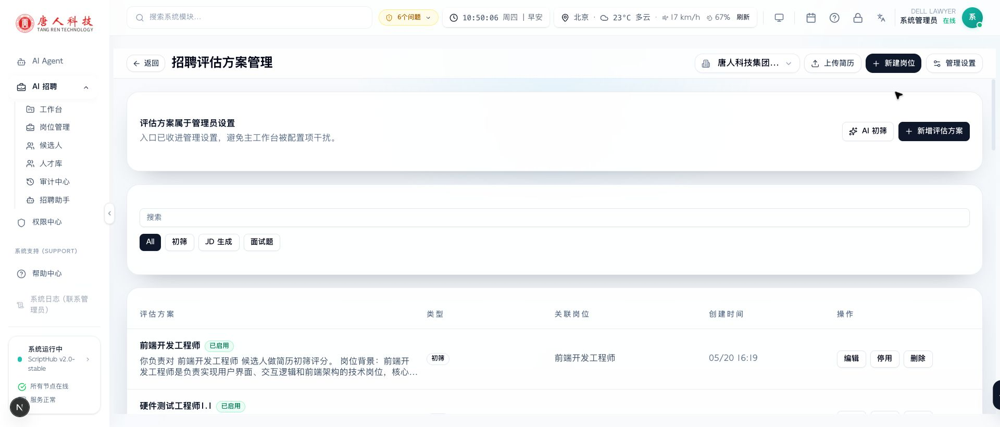 唐人科技
TANG REN TECHNOLOGY
搜索系统模块...
6个问题
10:50:06 周四 | 早安
北京 · 23°C 多云 · 17 km/h 67% 刷新
DELL LAWYER
系统管理员 在线
系
AI Agent
AI 招聘
工作台
岗位管理
候选人
人才库
审计中心
招聘助手
权限中心
系统支持 (SUPPORT)
帮助中心
系统日志（联系管
理员）
系统运行中
ScriptHub v2.0-
stable
所有节点在线
服务正常
N
返回
招聘评估方案管理
唐人科技集团...
上传简历
新建岗位
管理设置
评估方案属于管理员设置
入口已收进管理设置，避免主工作台被配置项干扰。
AI 初筛
新增评估方案
搜索
All 初筛 JD 生成 面试题
评估方案 类型 关联岗位 创建时间 操作
前端开发工程师 已启用
你负责对 前端开发工程师 候选人做简历初筛评分。 岗位背景：前端开
发工程师是负责实现用户界面、交互逻辑和前端架构的技术岗位，核心...
初筛
前端开发工程师
05/20 16:19
编辑 停用 删除
硬件测试工程师1.1 已启用